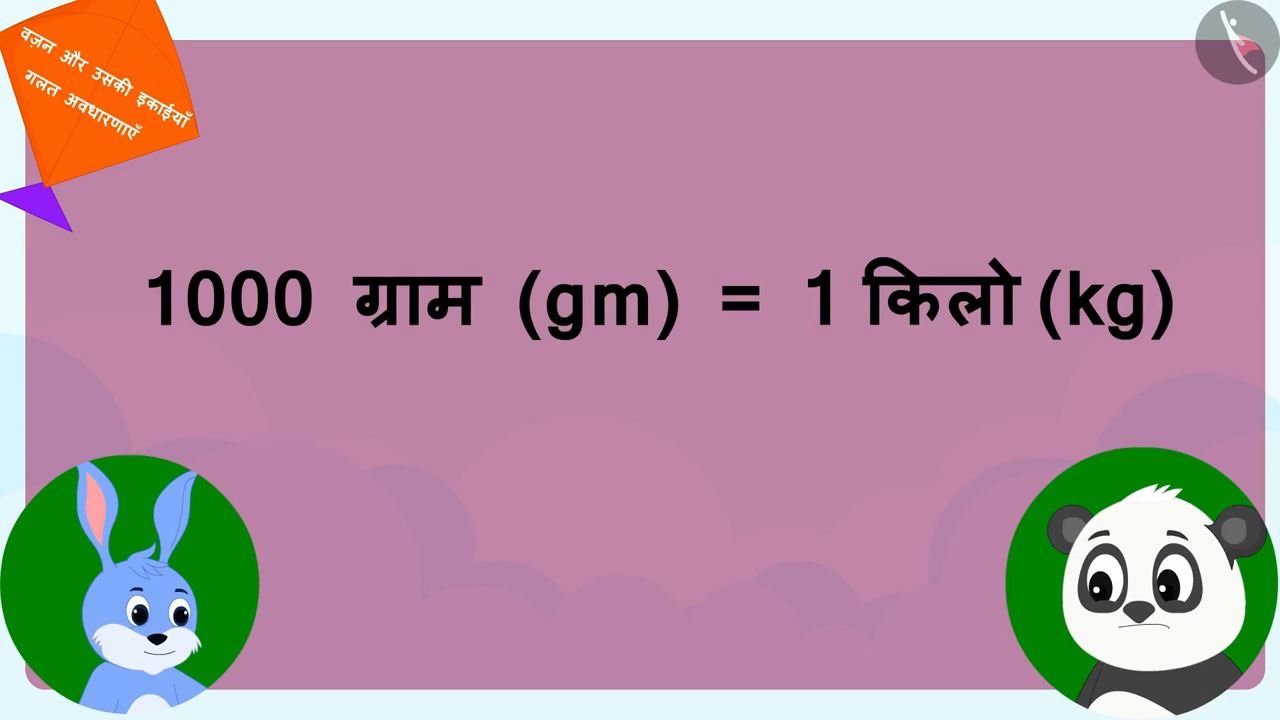 वज़न और उसकी इकाईयाँ
गलत अवधारणाएँ
1000 ग्राम (gm) = 1 किलो (kg)